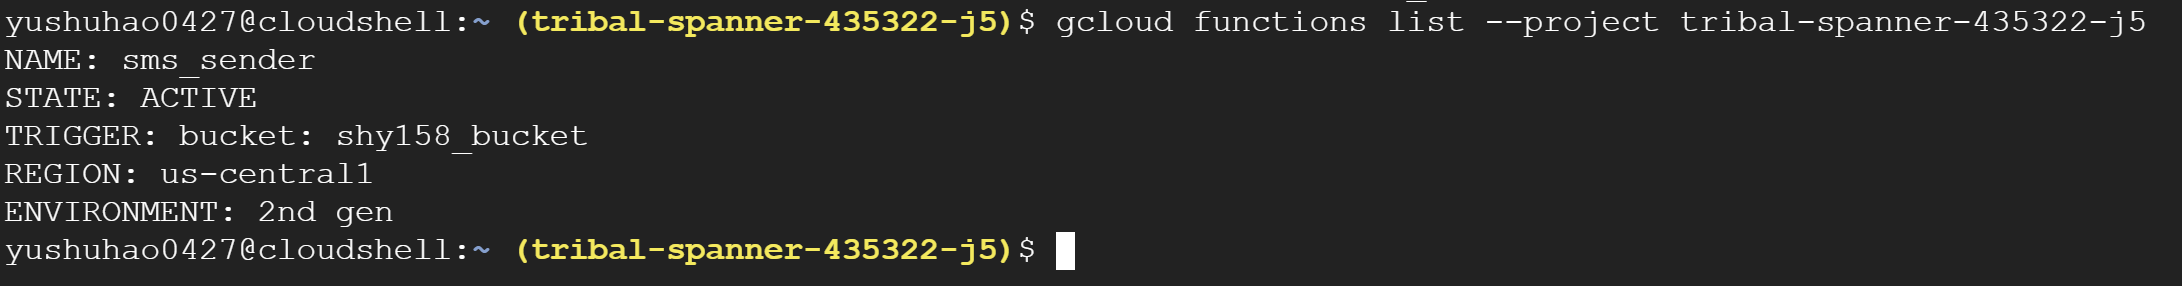 yushuhao0427@cloudshell:~ (tribal-spanner-435322-j5)$ gcloud functions list --project tribal-spanner-435322-j5
NAME: sms_sender
STATE: ACTIVE
TRIGGER: bucket: shy158_bucket
REGION: us-central1
ENVIRONMENT: 2nd gen
yushuhao0427@cloudshell:~ (tribal-spanner-435322-j5)$